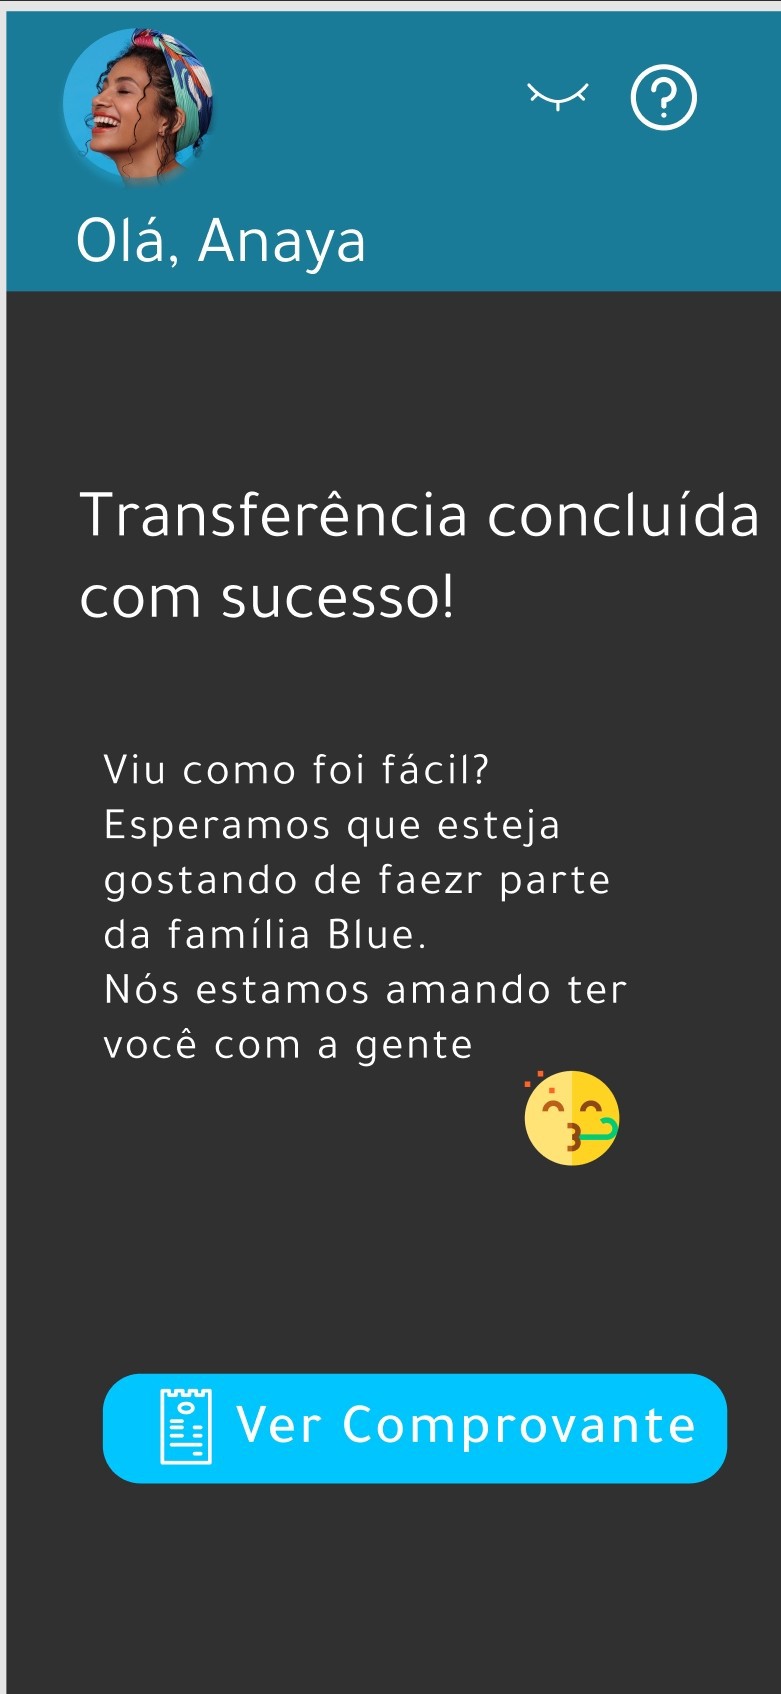 Olá, Anaya
Transferência concluída
com sucesso!
Viu como foi fácil?
Esperamos que esteja
gostando de faezr parte
da família Blue.
Nós estamos amando ter
você com a gente
Ver Comprovante